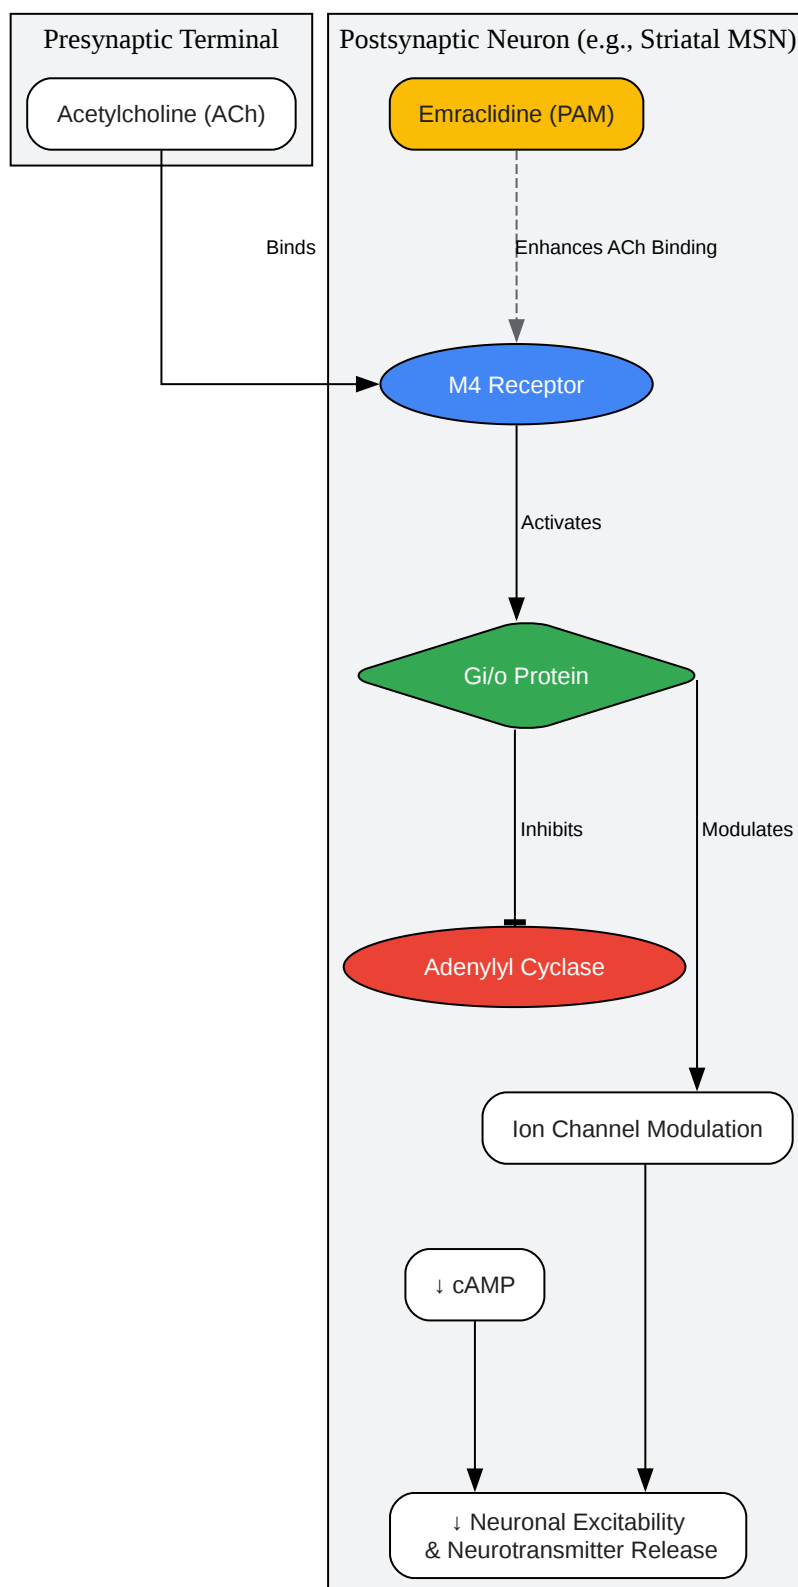 Presynaptic Terminal
Postsynaptic Neuron (e.g., Striatal MSN)
Acetylcholine (ACh)
Emraclidine (PAM)
Binds
Enhances ACh Binding
M4 Receptor
Activates
Gi/o Protein
Inhibits
Modulates
Adenylyl Cyclase
Ion Channel Modulation
↓ cAMP
↓ Neuronal Excitability
& Neurotransmitter Release